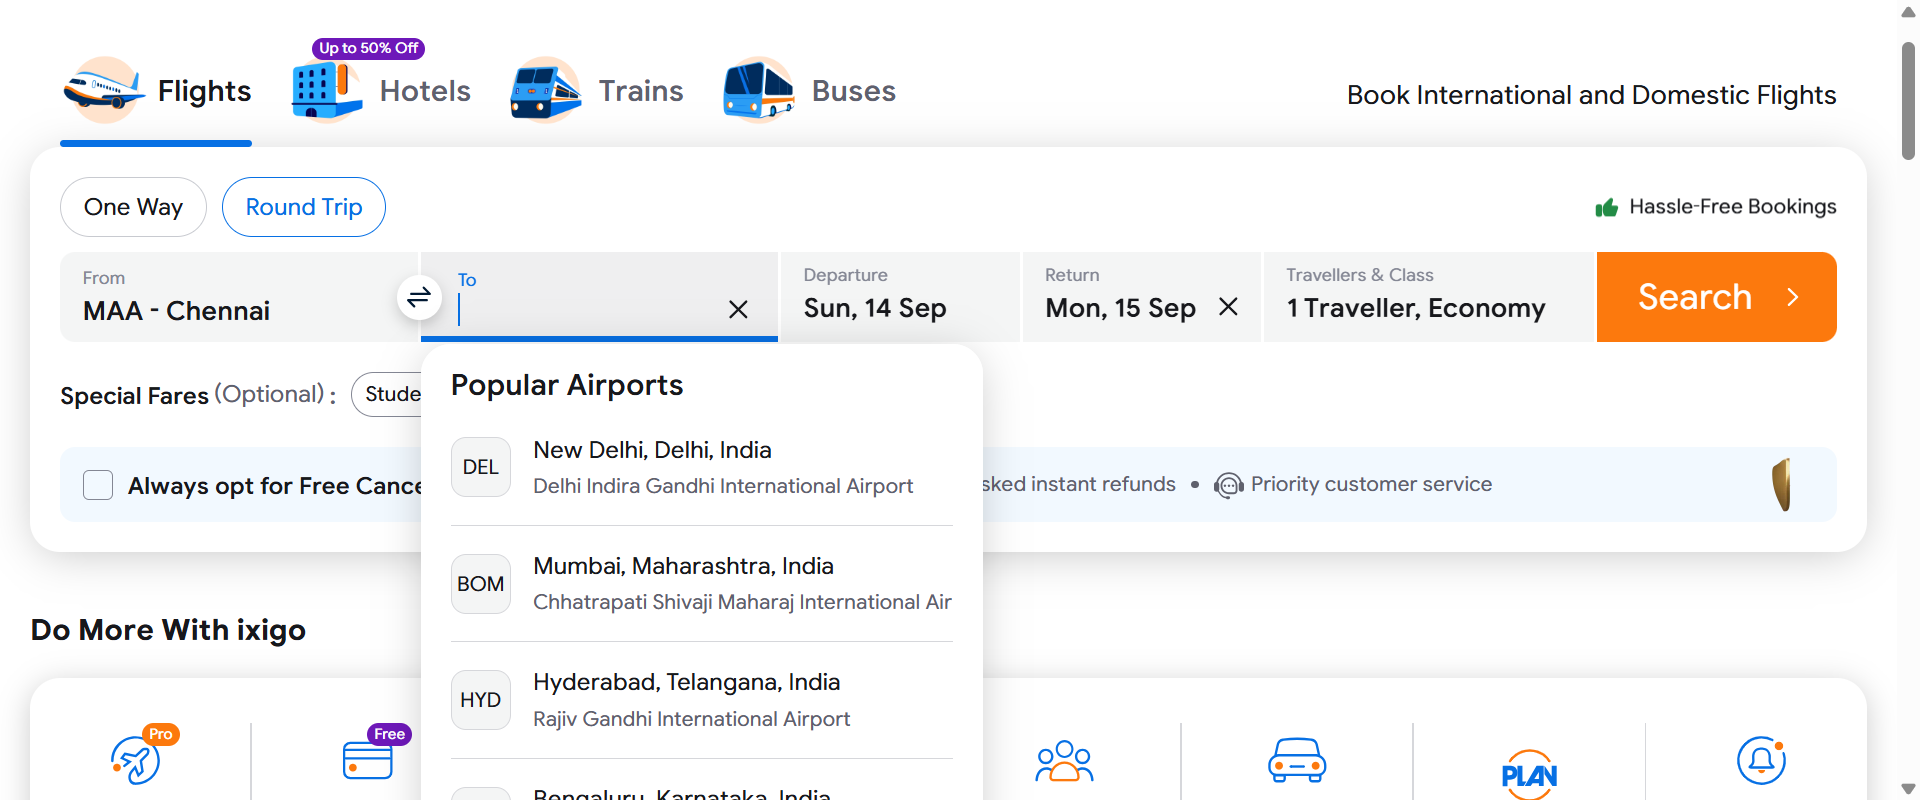 Up to 50% Off
Flights
Hotels
Trains
Buses
Book International and Domestic Flights
One Way
Round Trip
Hassle-Free Bookings
From
MAA - Chennai
To
Departure
Sun, 14 Sep
Return
Mon, 15 Sep
Travellers & Class
1 Traveller, Economy
Search
Special Fares (Optional) :
Stude
Popular Airports
DEL
New Delhi, Delhi, India
Delhi Indira Gandhi International Airport
Always opt for Free Cance
sked instant refunds • Priority customer service
BOM
Mumbai, Maharashtra, India
Chhatrapati Shivaji Maharaj International Air
Do More With ixigo
HYD
Hyderabad, Telangana, India
Rajiv Gandhi International Airport
Pro
Free
PLAN
Bengaluru, Karnataka, India